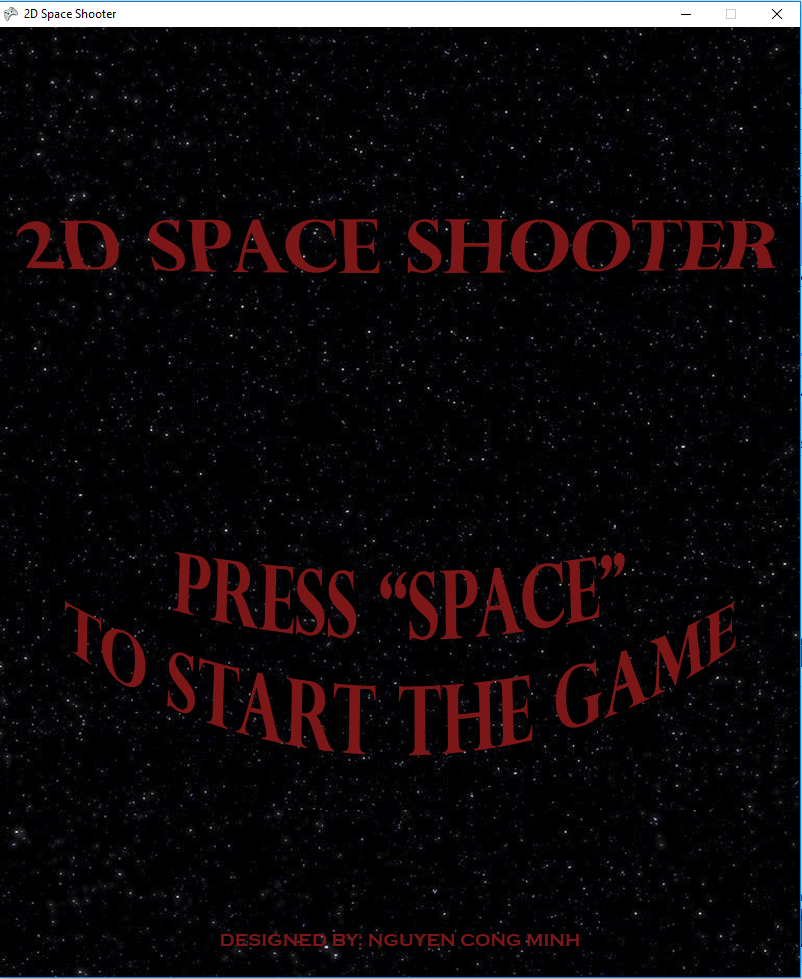 2D Space Shooter
2D SPACE SHOOTER
PRESS “SPACE”
TO START THE GAME
DESIGNED BY: NGUYEN CONG MINH